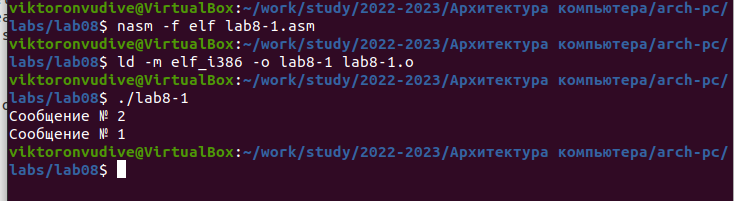 viktoronvudive@VirtualBox:~/work/study/2022-2023/Архитектура компьютера/arch-pc/
labs/lab08$ nasm -f elf lab8-1.asm
viktoronvudive@VirtualBox:~/work/study/2022-2023/Архитектура компьютера/arch-pc/
labs/lab08$ ld -m elf_i386 -o lab8-1 lab8-1.o
viktoronvudive@VirtualBox:~/work/study/2022-2023/Архитектура компьютера/arch-pc/
labs/lab08$ ./lab8-1
Сообщение № 2
Сообщение № 1
viktoronvudive@VirtualBox:~/work/study/2022-2023/Архитектура компьютера/arch-pc/
labs/lab08$